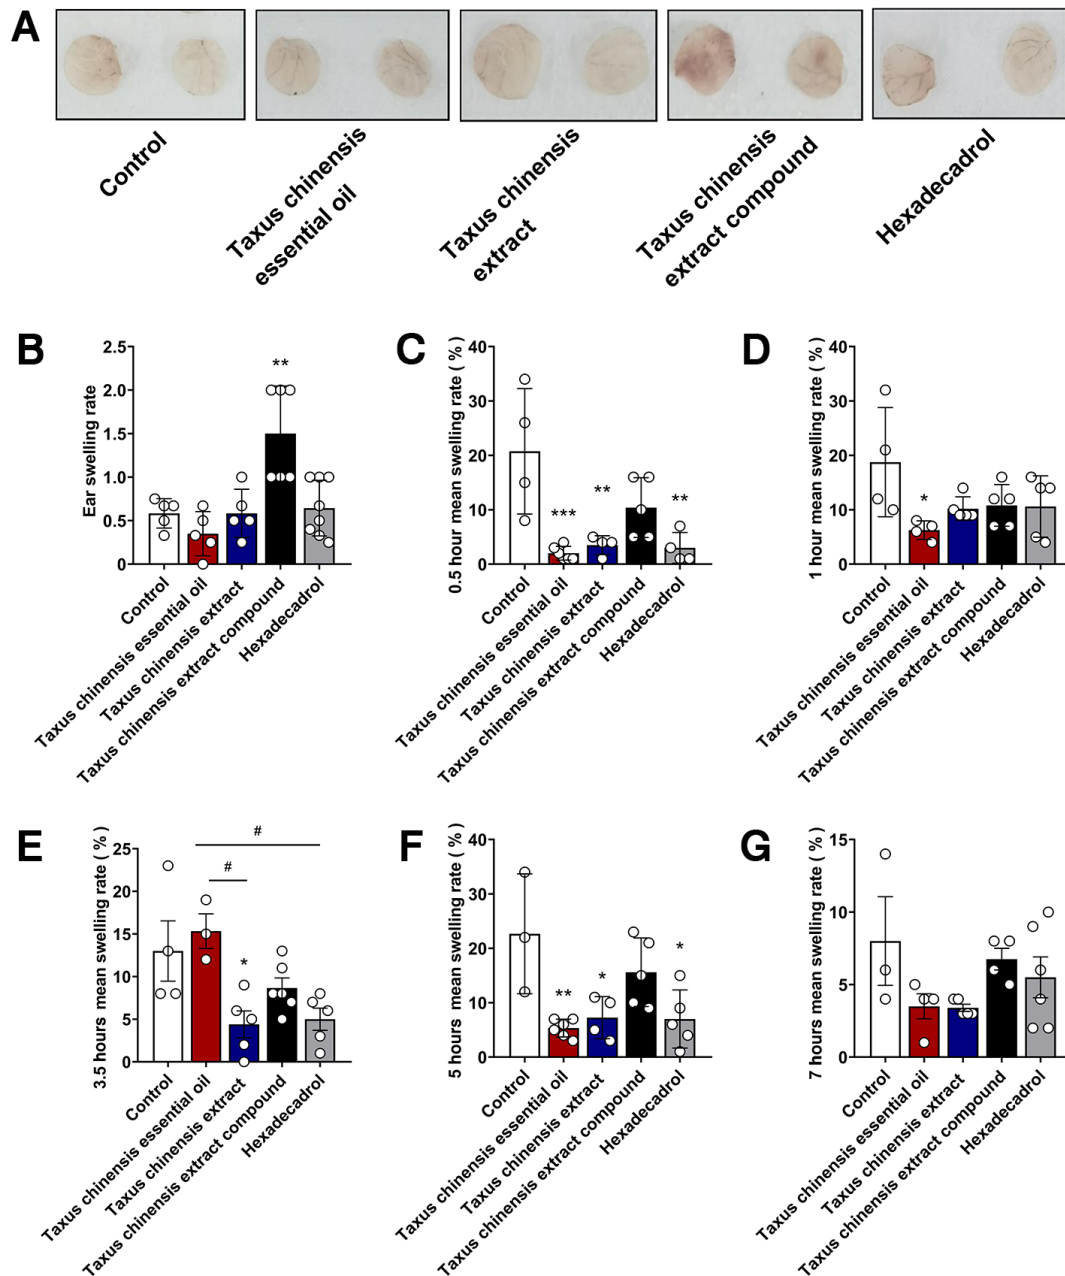 A
Control
Taxus chinensis
essential oil
Taxus chinensis
extract
Taxus chinensis
extract compound
Hexadecadrol
B
Ear swelling rate
2.5
2.0
1.5
1.0
0.5
0
**
Control
Taxus chinensis essential oil
Taxus chinensis extract
Taxus chinensis extract compound
Hexadecadrol
C
0.5 hour mean swelling rate ( % )
40
30
20
10
0
***
**
**
Control
Taxus chinensis essential oil
Taxus chinensis extract
Taxus chinensis extract compound
Hexadecadrol
D
1 hour mean swelling rate ( % )
40
30
20
10
0
*
Control
Taxus chinensis essential oil
Taxus chinensis extract
Taxus chinensis extract compound
Hexadecadrol
E
3.5 hours mean swelling rate ( % )
25
20
15
10
5
0
#
#
*
Control
Taxus chinensis essential oil
Taxus chinensis extract
Taxus chinensis extract compound
Hexadecadrol
F
5 hours mean swelling rate ( % )
40
30
20
10
0
**
*
*
Control
Taxus chinensis essential oil
Taxus chinensis extract
Taxus chinensis extract compound
Hexadecadrol
G
7 hours mean swelling rate ( % )
15
10
5
0
Control
Taxus chinensis essential oil
Taxus chinensis extract
Taxus chinensis extract compound
Hexadecadrol